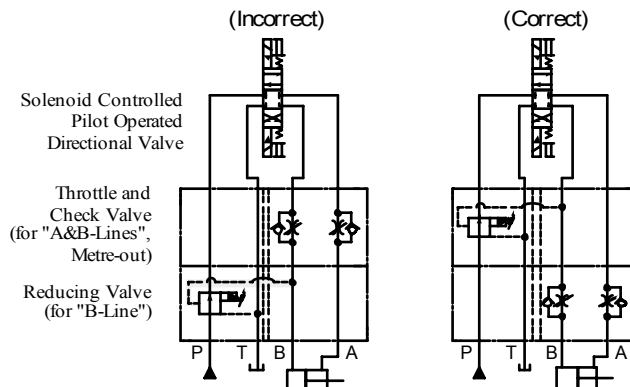 (Incorrect)
(Correct)
Solenoid Controlled
Pilot Operated
Directional Valve
Throttle and
Check Valve
(for "A&B-Lines",
Metre-out)
Reducing Valve
(for "B-Line")
P T B A
P T B A